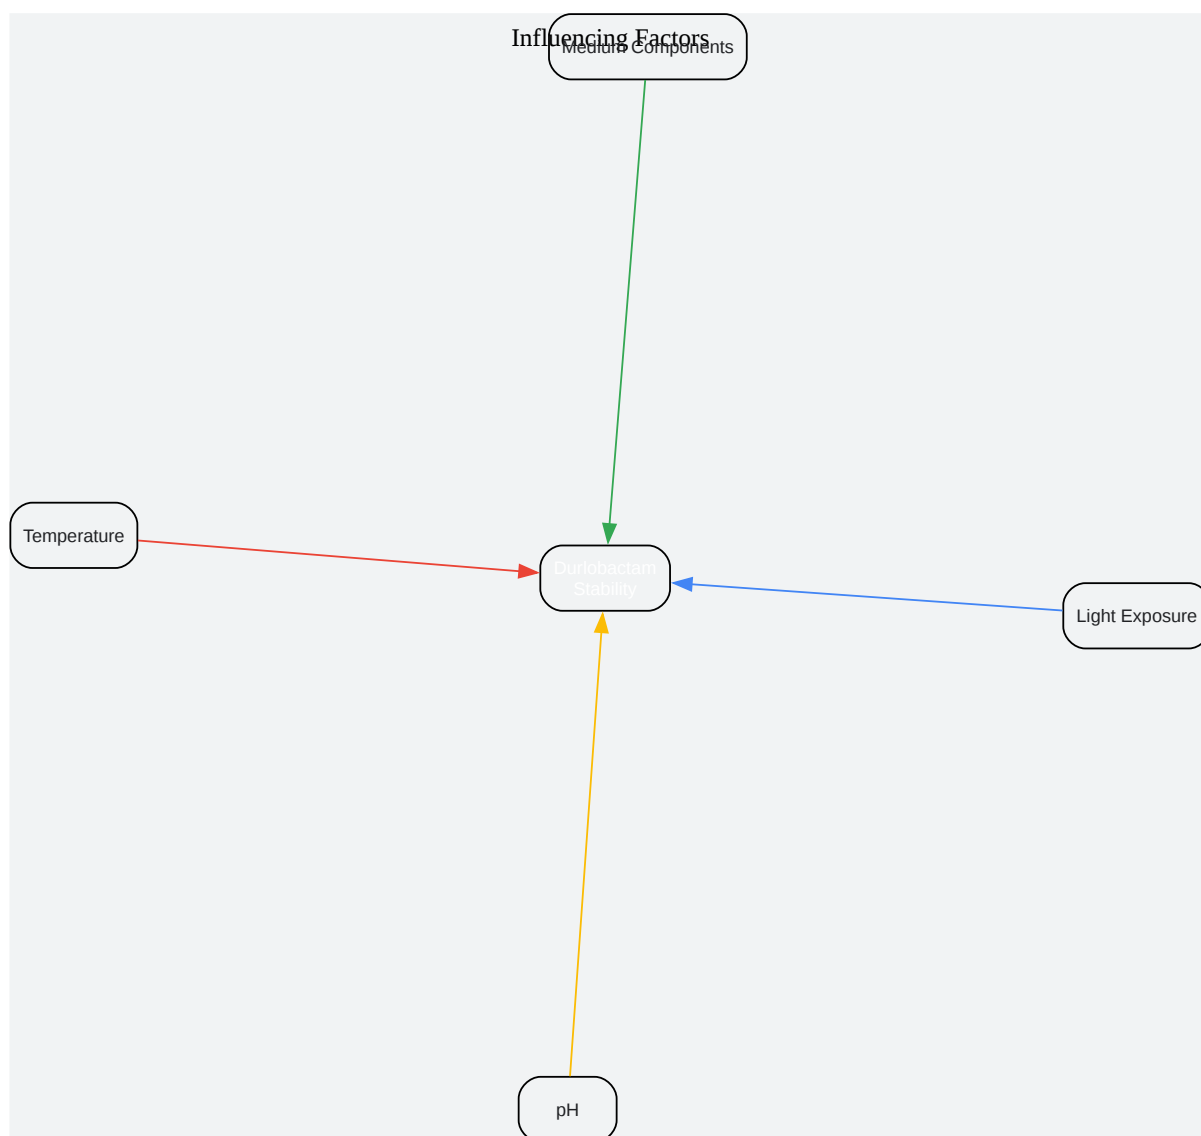 Influencing Factors
Medium Components
Temperature
Durlobactam
Stability
Light Exposure
pH